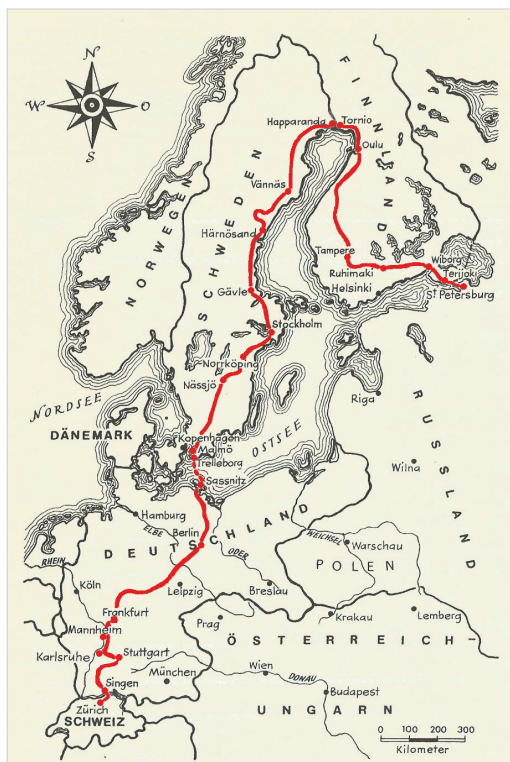 N
W
O
S
FINNLAND
Happaranda
Tornio
Oulu
NORWEGEN
SCHWEDEN
Vännäs
Härnösand
Tampere
Ruhimaki
Helsinki
Wiborg
Terijoki
St Petersburg
Gävle
Stockholm
Norrköping
Nässjö
NORDSEE
OSTSEE
Riga
RUSSLAND
DÄNEMARK
Kopenhagen
Malmö
Trelleborg
Sassnitz
Wilna
Hamburg
ELBE
Berlin
DEUTSCHLAND
ODER
WEICHSEL
Warschau
POLEN
RHEIN
Köln
Leipzig
Breslau
Frankfurt
Prag
Krakau
Lemberg
Mannheim
ÖSTERREICH-
Karlsruhe
Stuttgart
München
Wien
DONAU
Singen
Budapest
Zürich
SCHWEIZ
UNGARN
0 100 200 300
Kilometer